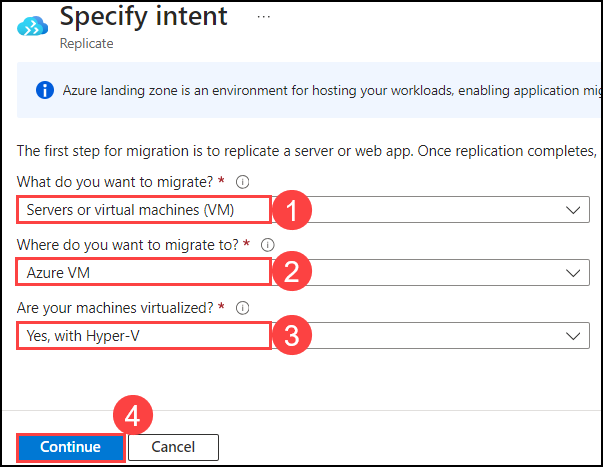 Specify intent ...
Replicate
Azure landing zone is an environment for hosting your workloads, enabling application mig
The first step for migration is to replicate a server or web app. Once replication completes,
What do you want to migrate? *
Servers or virtual machines (VM) 1
Where do you want to migrate to? *
Azure VM 2
Are your machines virtualized? *
Yes, with Hyper-V 3
4
Continue Cancel